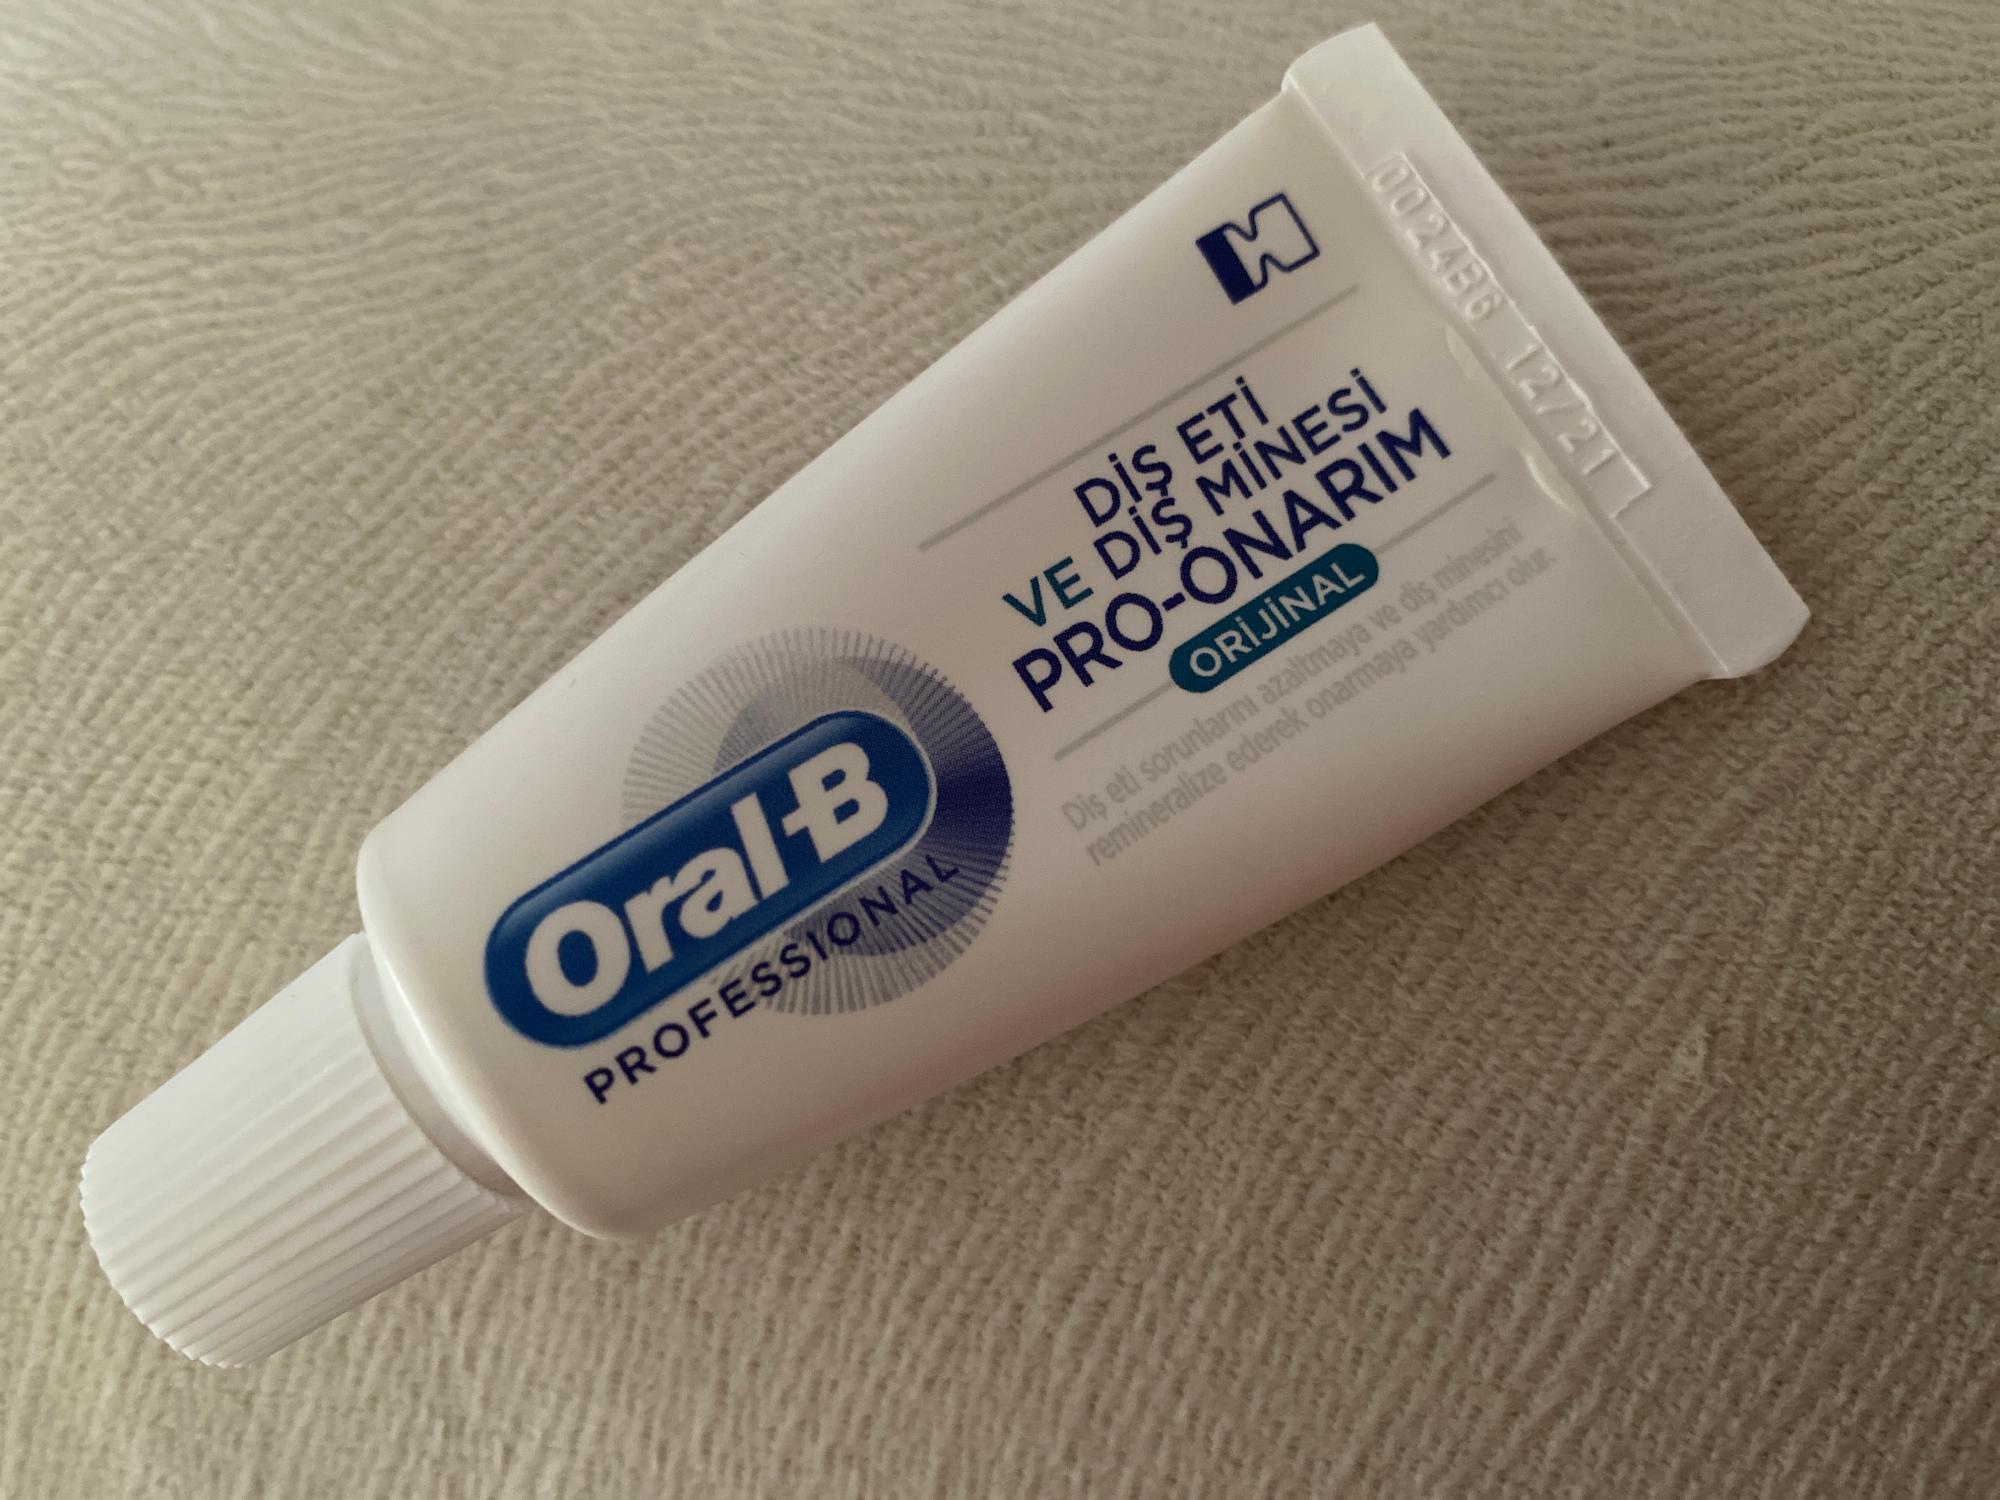 Oral-B
PROFESSIONAL
DİŞ ETİ
VE DİŞ MİNESİ
PRO-ONARIM
ORİJİNAL
Diş eti sorunlarını azaltmaya ve diş minesini
remineralize ederek onarmaya yardımcı olur.
0024B6 12/21